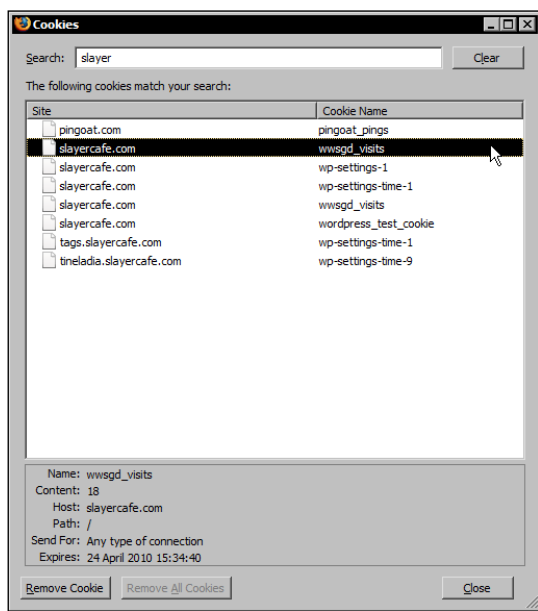 Cookies
Search: slayer Clear
The following cookies match your search:
Site Cookie Name
pingoat.com pingoat_pings
slayercafe.com wwsgd_visits
slayercafe.com wp-settings-1
slayercafe.com wp-settings-time-1
slayercafe.com wwsgd_visits
slayercafe.com wordpress_test_cookie
tags.slayercafe.com wp-settings-time-1
tineladia.slayercafe.com wp-settings-time-9
Name: wwsgd_visits
Content: 18
Host: slayercafe.com
Path: /
Send For: Any type of connection
Expires: 24 April 2010 15:34:40
Remove Cookie Remove All Cookies Close